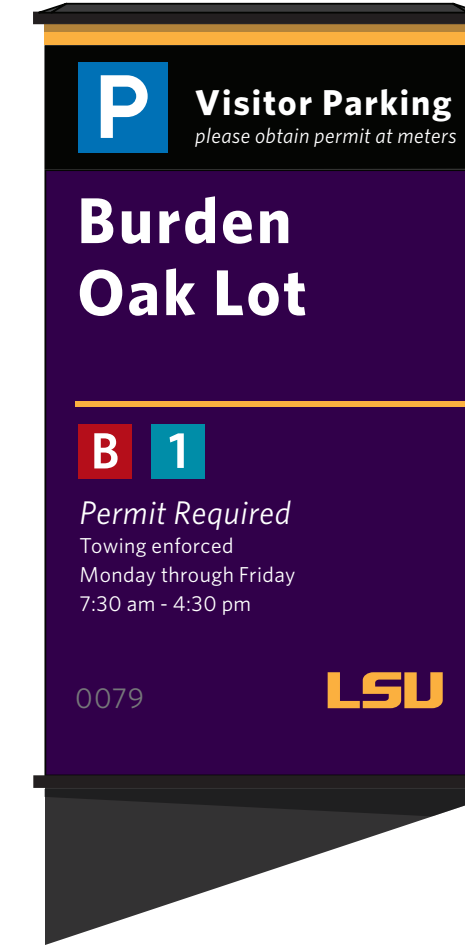 P
Visitor Parking
please obtain permit at meters
Burden
Oak Lot
B 1
Permit Required
Towing enforced
Monday through Friday
7:30 am - 4:30 pm
0079
LSU